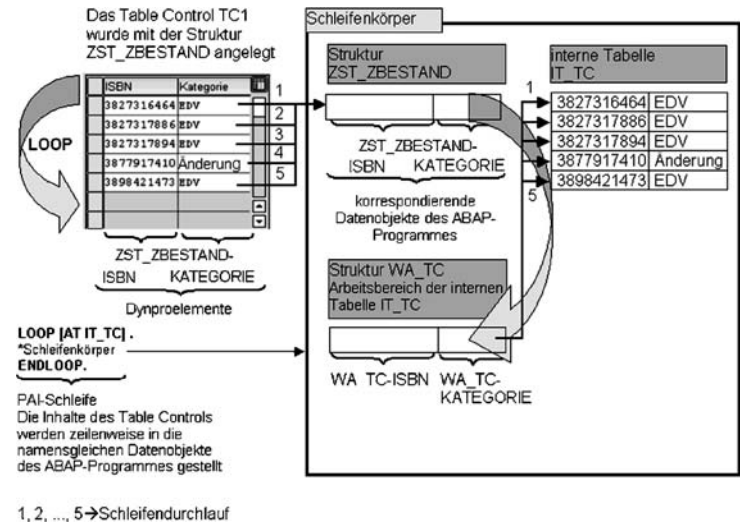 Das Table Control TC1
wurde mit der Struktur
ZST_ZBESTAND angelegt
ISBN Kategorie
3827316464 EDV
3827317886 EDV
3827317894 EDV
3877917410 Änderung
3898421473 EDV
1
2
3
4
5
LOOP
ZST_ZBESTAND-
ISBN KATEGORIE
Dynproelemente
LOOP [AT IT_TC] .
*Schleifenkörper
ENDLOOP.
PAI-Schleife
Die Inhalte des Table Controls
werden zeilenweise in die
namensgleichen Datenobjekte
des ABAP-Programmes gestellt
1, 2, ..., 5→Schleifendurchlauf
Schleifenkörper
Struktur
ZST_ZBESTAND
ZST_ZBESTAND-
ISBN KATEGORIE
korrespondierende
Datenobjekte des ABAP-
Programmes
Struktur WA_TC
Arbeitsbereich der internen
Tabelle IT_TC
WA TC-ISBN WA_TC-
KATEGORIE
interne Tabelle
IT_TC
1
5
3827316464 EDV
3827317886 EDV
3827317894 EDV
3877917410 Änderung
3898421473 EDV